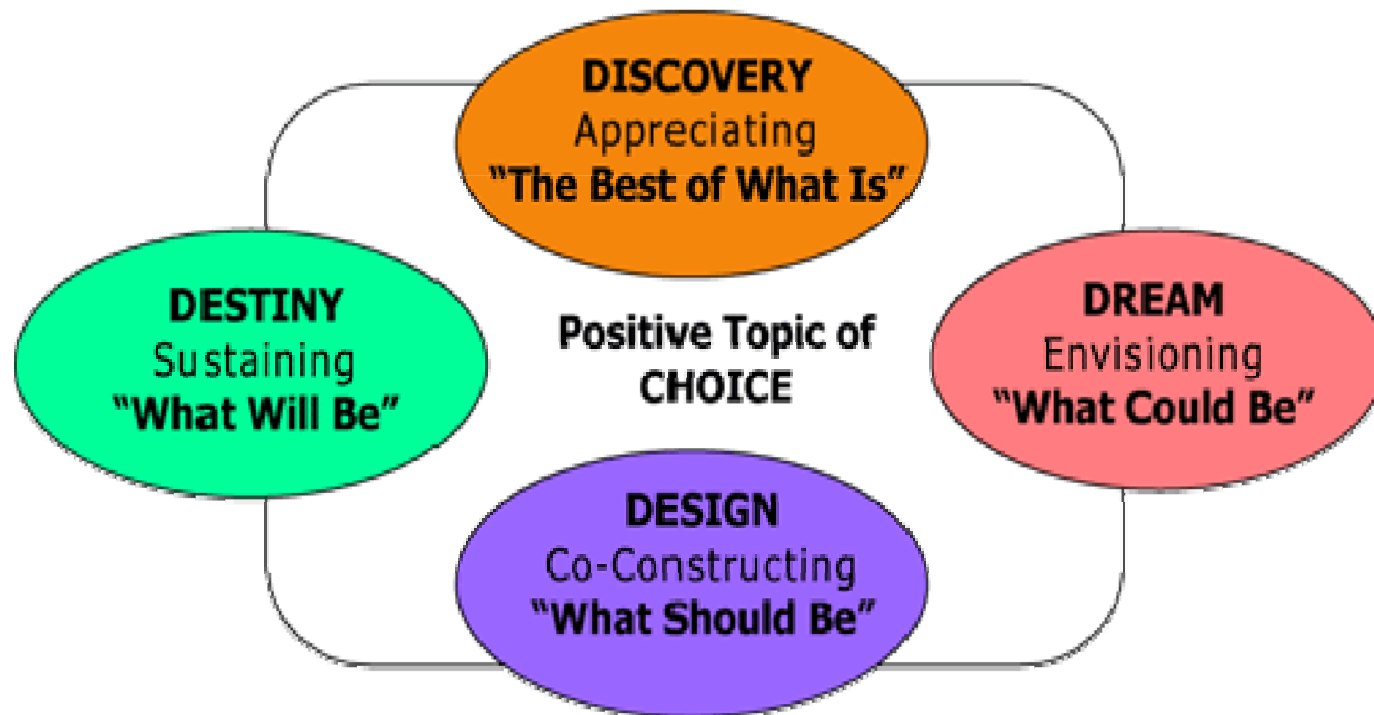 DISCOVERY
Appreciating
“The Best of What Is”
DESTINY
Sustaining
“What Will Be”
Positive Topic of
CHOICE
DREAM
Envisioning
“What Could Be”
DESIGN
Co-Constructing
“What Should Be”